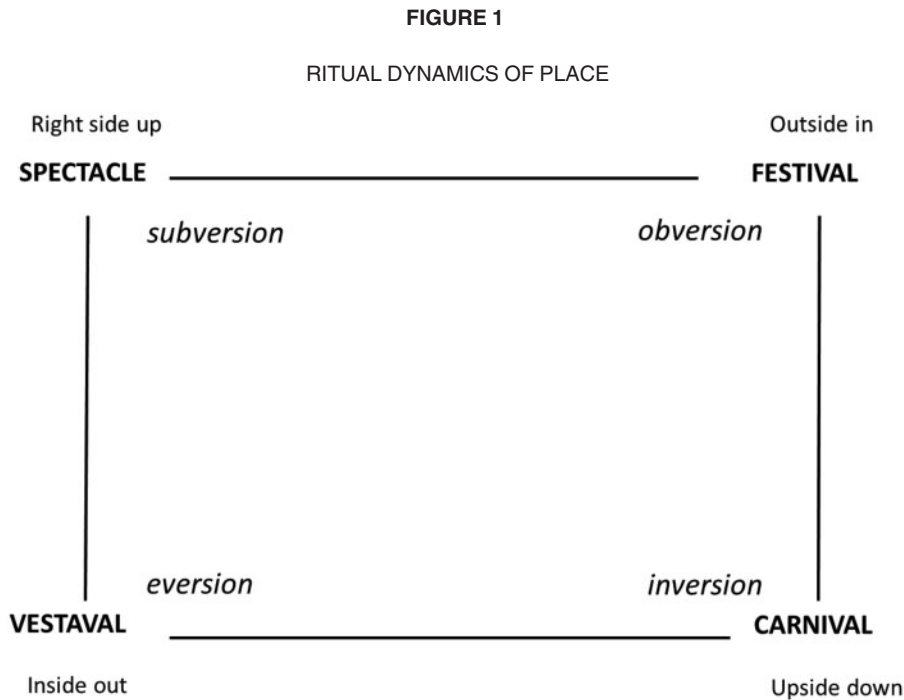 FIGURE 1
RITUAL DYNAMICS OF PLACE
Right side up
Outside in
SPECTACLE
FESTIVAL
subversion
obversion
eversion
inversion
VESTAVAL
CARNIVAL
Inside out
Upside down